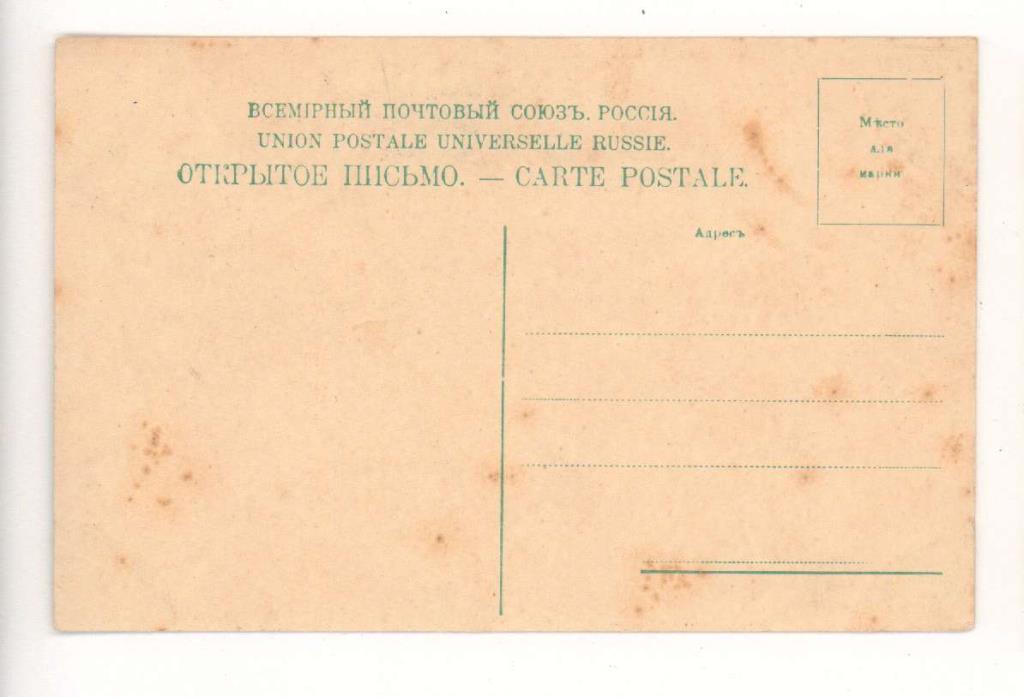 ВСЕМІРНЫЙ ПОЧТОВЫЙ СОЮЗЪ. РОССІЯ.
UNION POSTALE UNIVERSELLE RUSSIE.
ОТКРЫТОЕ ПИСЬМО. — CARTE POSTALE.
Мѣсто
для
марки
Адресъ